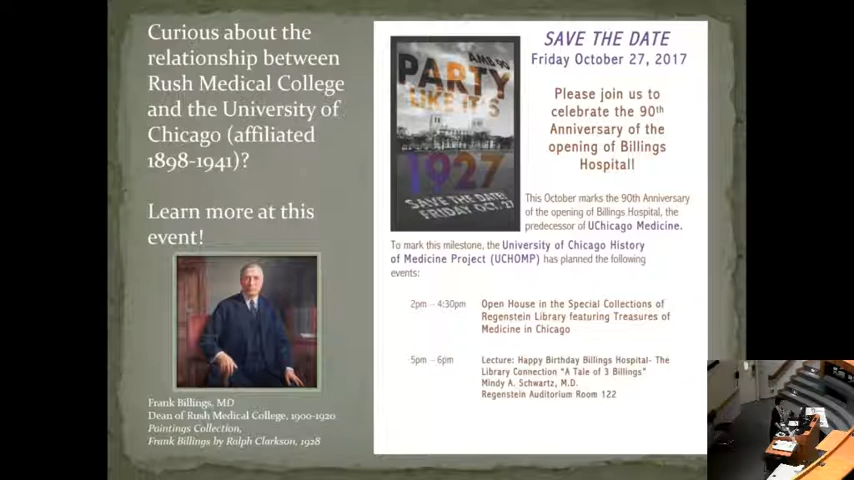 Curious about the
relationship between
Rush Medical College
and the University of
Chicago (affiliated
1898-1941)?
Learn more at this
event!
Frank Billings, MD
Dean of Rush Medical College, 1900-1920
Paintings Collection,
Frank Billings by Ralph Clarkson, 1928
AMB 90
PARTY
LIKE IT'S
1927
SAVE THE DATE!
FRIDAY OCT. 27
SAVE THE DATE
Friday October 27, 2017
Please join us to
celebrate the 90th
Anniversary of the
opening of Billings
Hospitall
This October marks the 90th Anniversary
of the opening of Billings Hospital, the
predecessor of UChicago Medicine.
To mark this milestone, the University of Chicago History
of Medicine Project (UCHOMP) has planned the following
events:
2pm – 4:30pm Open House in the Special Collections of
Regenstein Library featuring Treasures of
Medicine in Chicago
5pm – 6pm Lecture: Happy Birthday Billings Hospital- The
Library Connection "A Tale of 3 Billings"
Mindy A. Schwartz, M.D.
Regenstein Auditorium Room 122